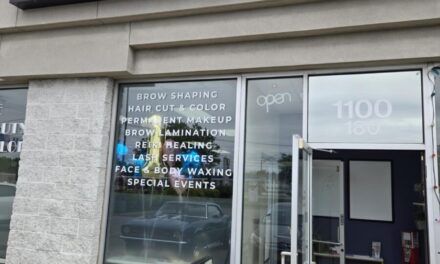 BROW SHAPING
HAIR CUT & COLOR
PERMANENT MAKEUP
BROW LAMINATION
REIKI HEALING
LASH SERVICES
FACE & BODY WAXING
SPECIAL EVENTS
open
1100
180